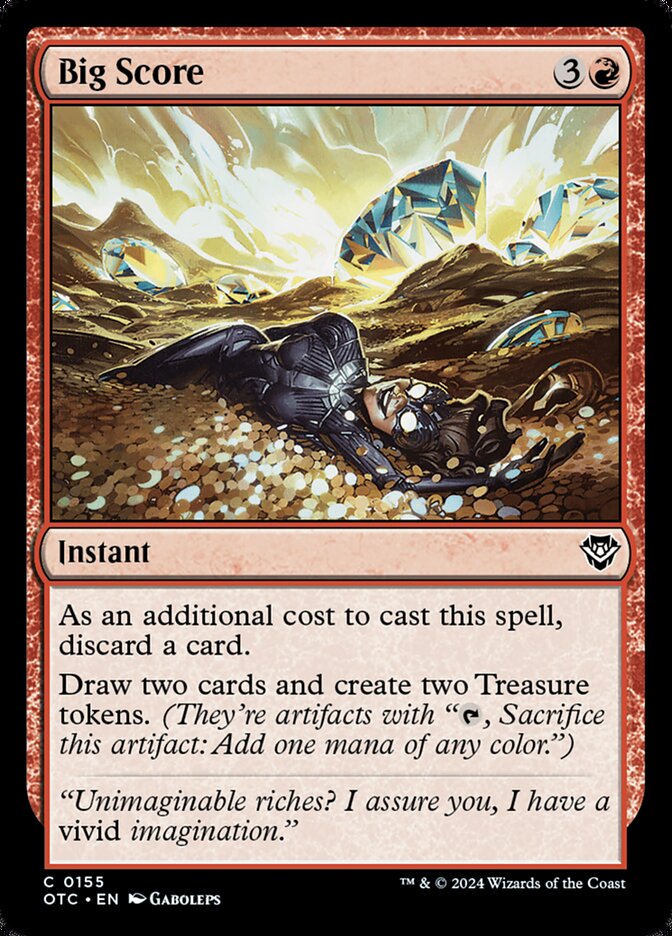 Big Score 3
Instant
As an additional cost to cast this spell,
discard a card.
Draw two cards and create two Treasure
tokens. (They're artifacts with “, Sacrifice
this artifact: Add one mana of any color.”)
“Unimaginable riches? I assure you, I have a
vivid imagination.”
C 0155
OTC • EN Gaboleps
™ & © 2024 Wizards of the Coast